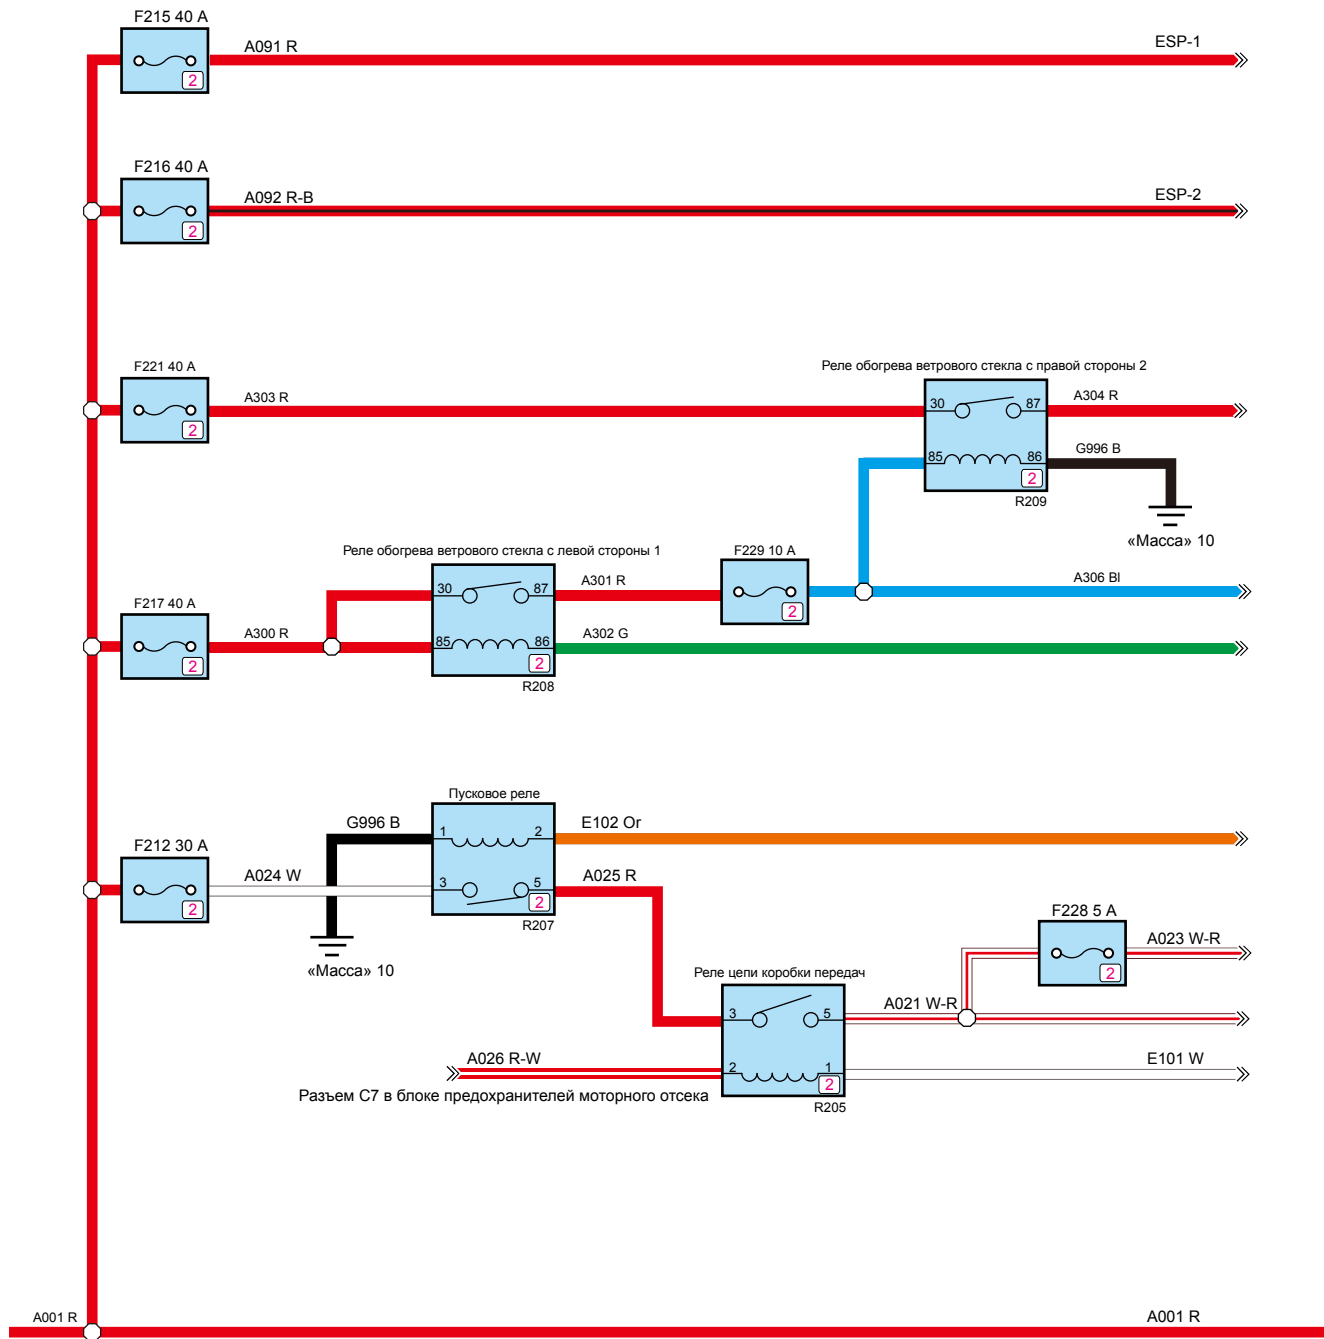 F215 40 A
A091 R
ESP-1
2
F216 40 A
A092 R-B
ESP-2
2
F221 40 A
A303 R
2
Реле обогрева ветрового стекла с правой стороны 2
30
87
A304 R
85
86
G996 B
2
R209
«Масса» 10
Реле обогрева ветрового стекла с левой стороны 1
F229 10 A
30
87
A301 R
2
A306 Bl
F217 40 A
A300 R
2
85
86
A302 G
2
R208
Пусковое реле
G996 B
1
2
E102 Or
F212 30 A
A024 W
2
3
5
A025 R
2
R207
«Масса» 10
F228 5 A
A023 W-R
2
Реле цепи коробки передач
3
5
A021 W-R
A026 R-W
2
1
E101 W
2
Разъем C7 в блоке предохранителей моторного отсека
R205
A001 R
A001 R